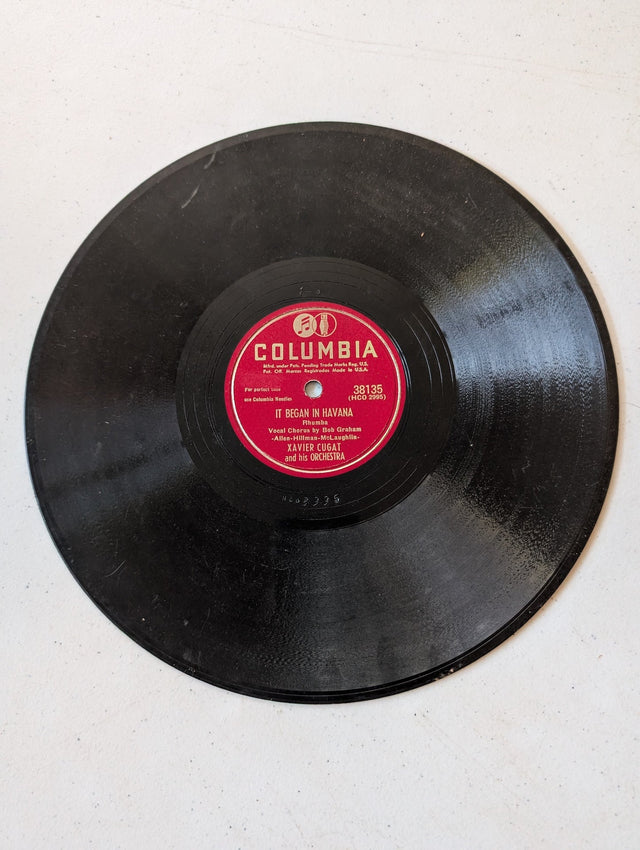 COLUMBIA
Mfrd. under Pats. Pending Trade Marks Reg. U.S.
Pat. Off. Marcas Registradas Made in U.S.A.
For perfect tone
use Columbia Needles
38135
(HCO 2995)
IT BEGAN IN HAVANA
Rhumba
Vocal Chorus by Bob Graham
-Allen-Hillman-McLaughlin-
XAVIER CUGAT
and his ORCHESTRA